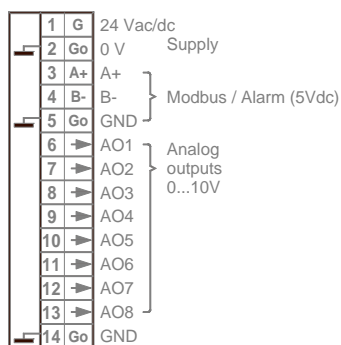 1 G 24 Vac/dc
2 Go 0 V Supply
3 A+ A+
4 B- B- Modbus / Alarm (5Vdc)
5 Go GND
6 AO1 Analog
7 AO2 outputs
8 AO3 0...10V
9 AO4
10 AO5
11 AO6
12 AO7
13 AO8
14 Go GND